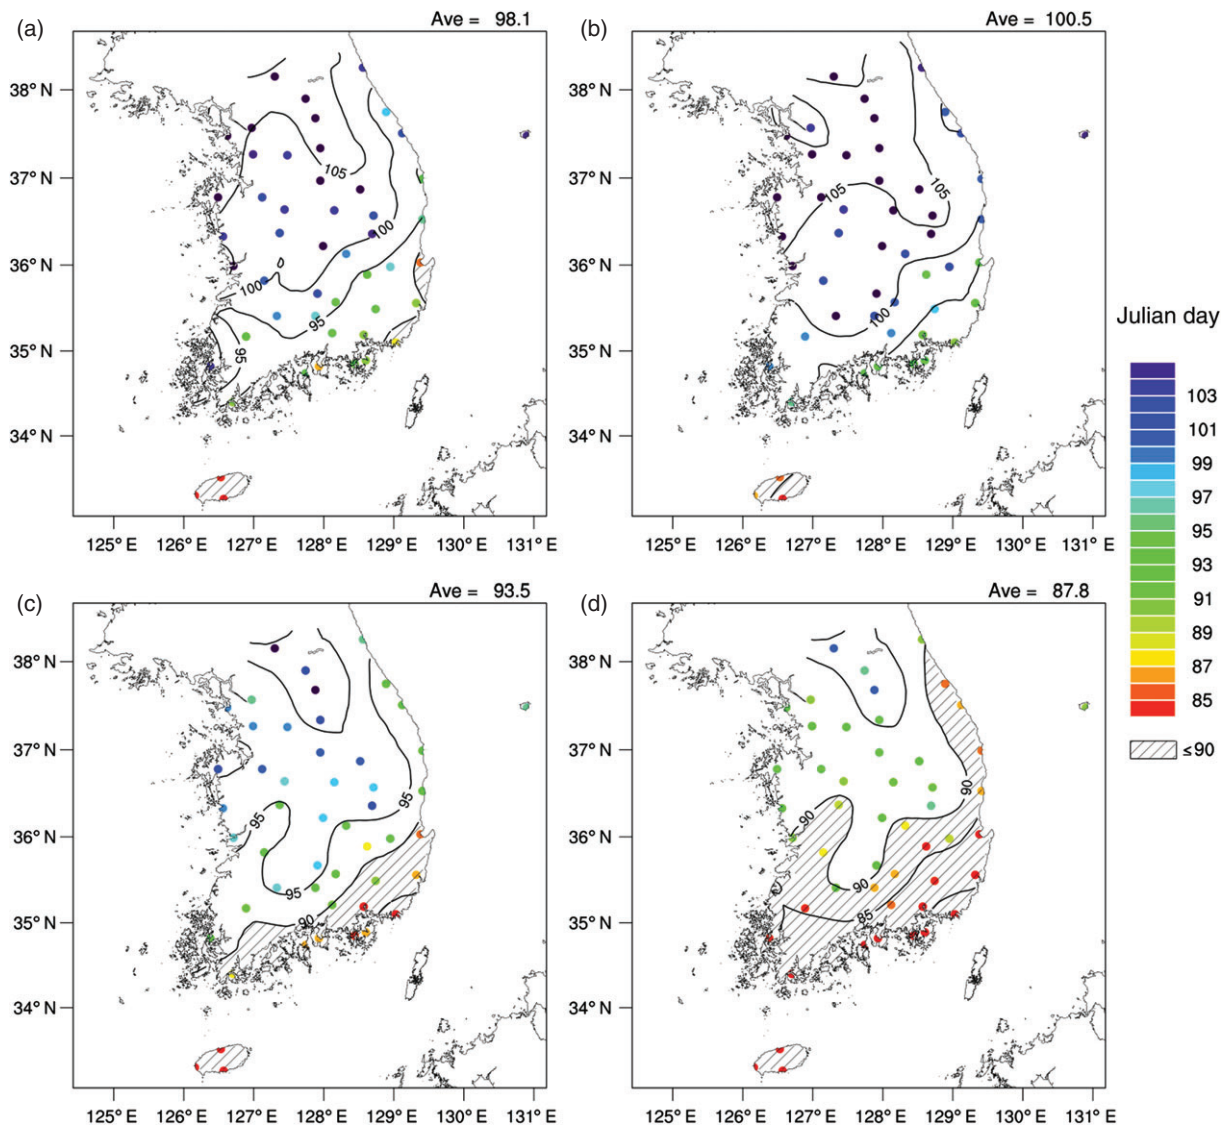 (a) Ave = 98.1
38° N
37° N
36° N
35° N
34° N
105
100
100
95
95
125° E 126° E 127° E 128° E 129° E 130° E 131° E
(b) Ave = 100.5
38° N
37° N
36° N
35° N
34° N
105
105
100
125° E 126° E 127° E 128° E 129° E 130° E 131° E
(c) Ave = 93.5
38° N
37° N
36° N
35° N
34° N
95
95
95
90
125° E 126° E 127° E 128° E 129° E 130° E 131° E
(d) Ave = 87.8
38° N
37° N
36° N
35° N
34° N
90
90
90
85
125° E 126° E 127° E 128° E 129° E 130° E 131° E
Julian day
103
101
99
97
95
93
91
89
87
85
≤90